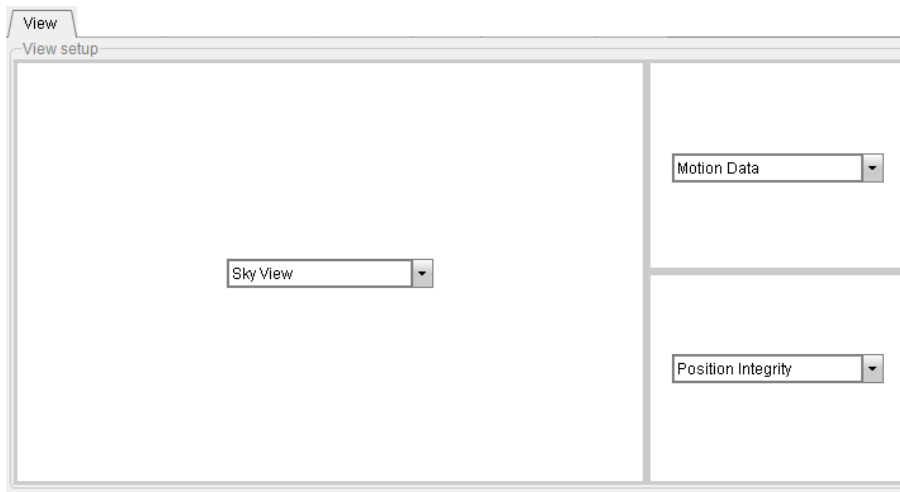 View
View setup
Motion Data
Sky View
Position Integrity